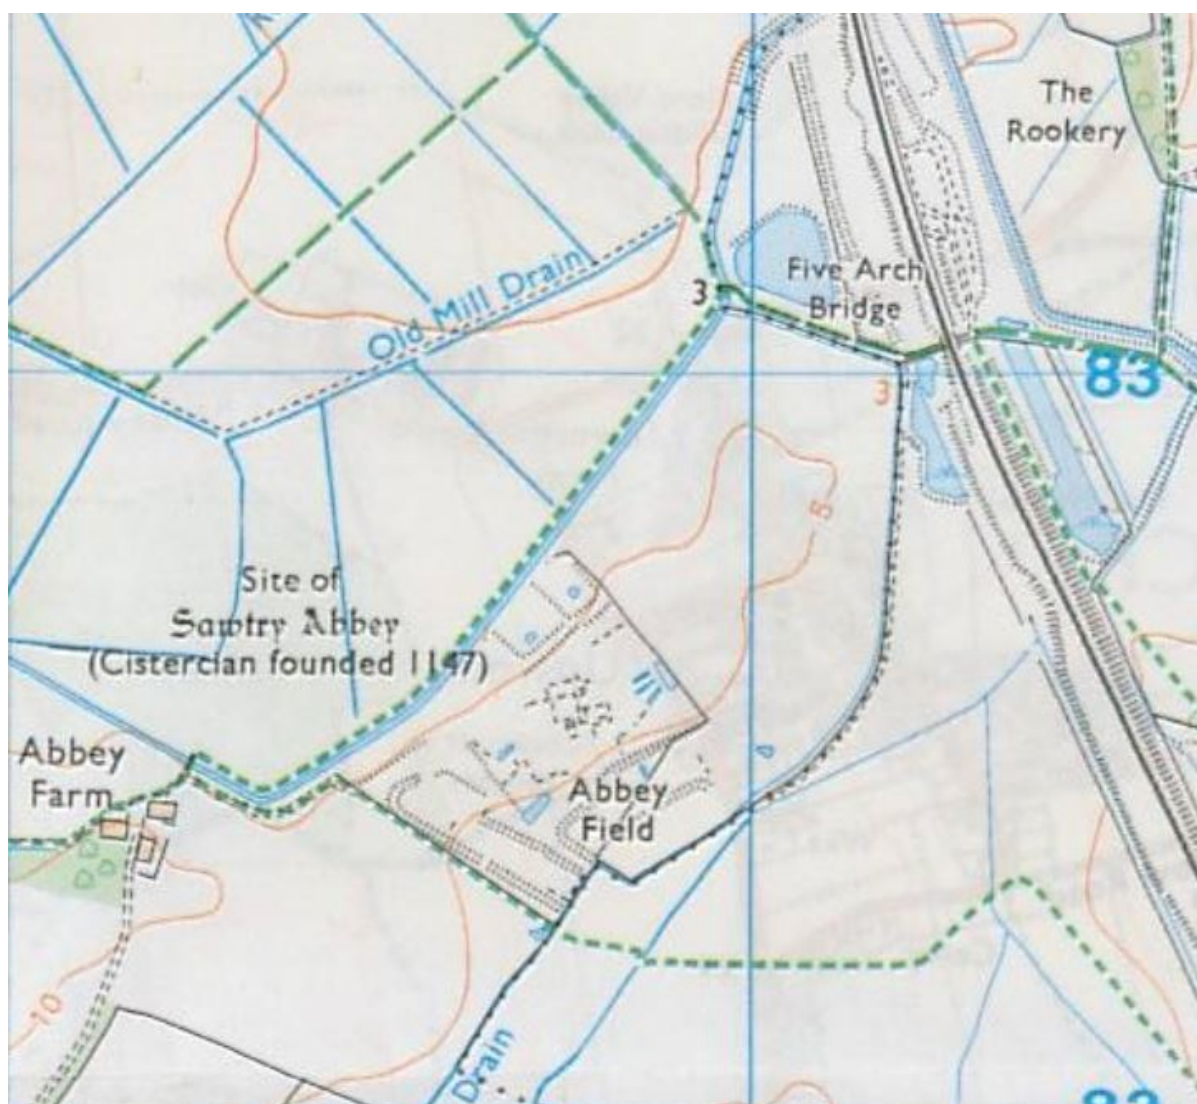 The
Rookery
Old Mill Drain
Five Arch
Bridge
3
83
3
5
Site of
Sawtry Abbey
(Cistercian founded 1147)
Abbey
Farm
Abbey
Field
10
Drain